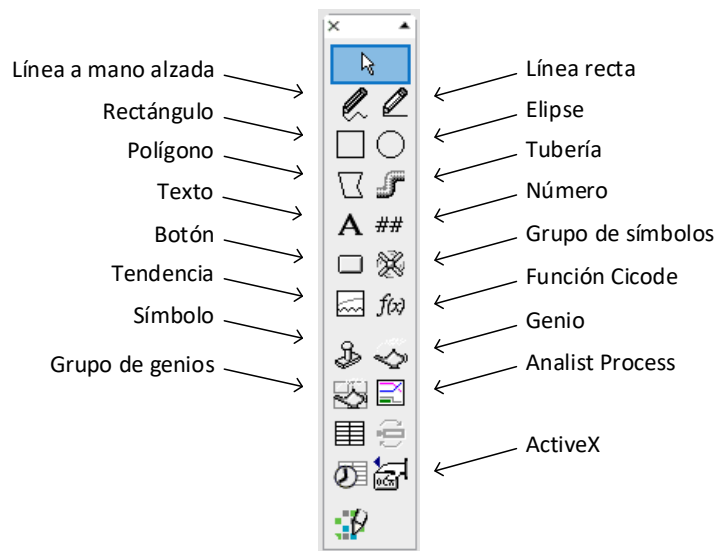 Línea a mano alzada
Línea recta
Rectángulo
Elipse
Polígono
Tubería
Texto
A
##
Número
Botón
Grupo de símbolos
Tendencia
f(x)
Función Cicode
Símbolo
Genio
Grupo de genios
Analist Process
ActiveX